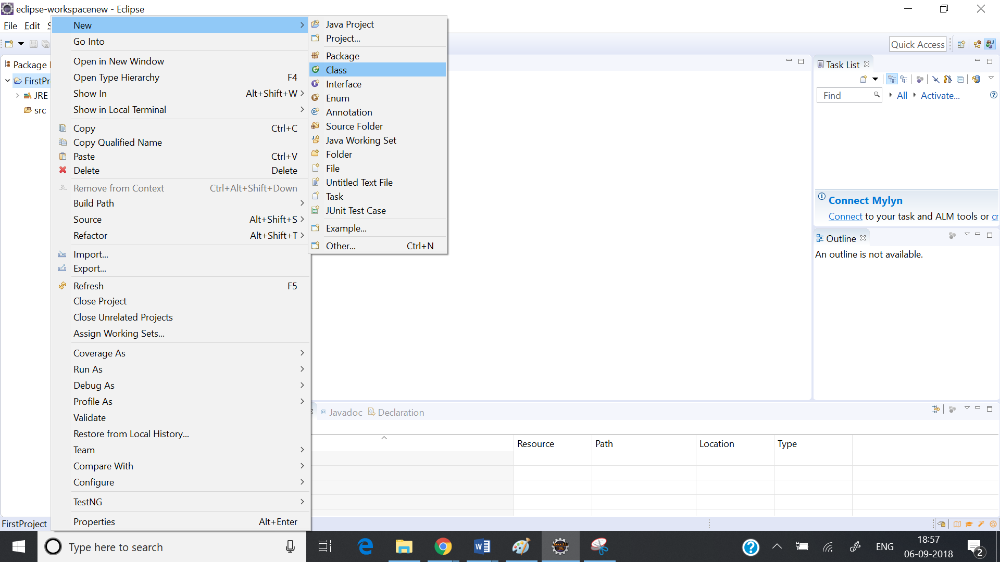 eclipse-workspacenew - Eclipse
File Edit S
Quick Access
Package
FirstPr
JRE
src
New
Go Into
Open in New Window
Open Type Hierarchy F4
Show In Alt+Shift+W
Show in Local Terminal
Copy Ctrl+C
Copy Qualified Name
Paste Ctrl+V
Delete Delete
Remove from Context Ctrl+Alt+Shift+Down
Build Path
Source Alt+Shift+S
Refactor Alt+Shift+T
Import...
Export...
Refresh F5
Close Project
Close Unrelated Projects
Assign Working Sets...
Coverage As
Run As
Debug As
Profile As
Validate
Restore from Local History...
Team
Compare With
Configure
TestNG
Properties Alt+Enter
Java Project
Project...
Package
Class
Interface
Enum
Annotation
Source Folder
Java Working Set
Folder
File
Untitled Text File
Task
JUnit Test Case
Example...
Other... Ctrl+N
Task List
Find All Activate...
Connect Mylyn
Connect to your task and ALM tools or cr
Outline
An outline is not available.
@ Javadoc Declaration
Resource Path Location Type
FirstProject
Type here to search
Java EE
IDE
ENG
18:57
06-09-2018
2